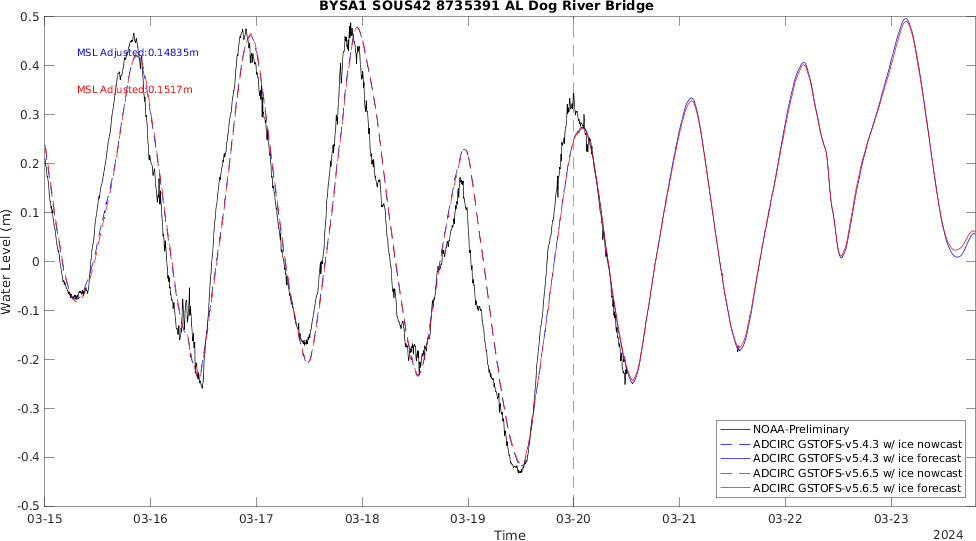 BYSA1 SOUS42 8735391 AL Dog River Bridge
0.5
MSL Adjusted:0.14835m
0.4
MSL Adjusted:0.1517m
0.3
0.2
0.1
Water Level (m)
0
-0.1
-0.2
-0.3
NOAA-Preliminary
ADCIRC GSTOFS-v5.4.3 w/ ice nowcast
-0.4
ADCIRC GSTOFS-v5.4.3 w/ ice forecast
ADCIRC GSTOFS-v5.6.5 w/ ice nowcast
ADCIRC GSTOFS-v5.6.5 w/ ice forecast
-0.5
03-15 03-16 03-17 03-18 03-19 03-20 03-21 03-22 03-23
Time
2024